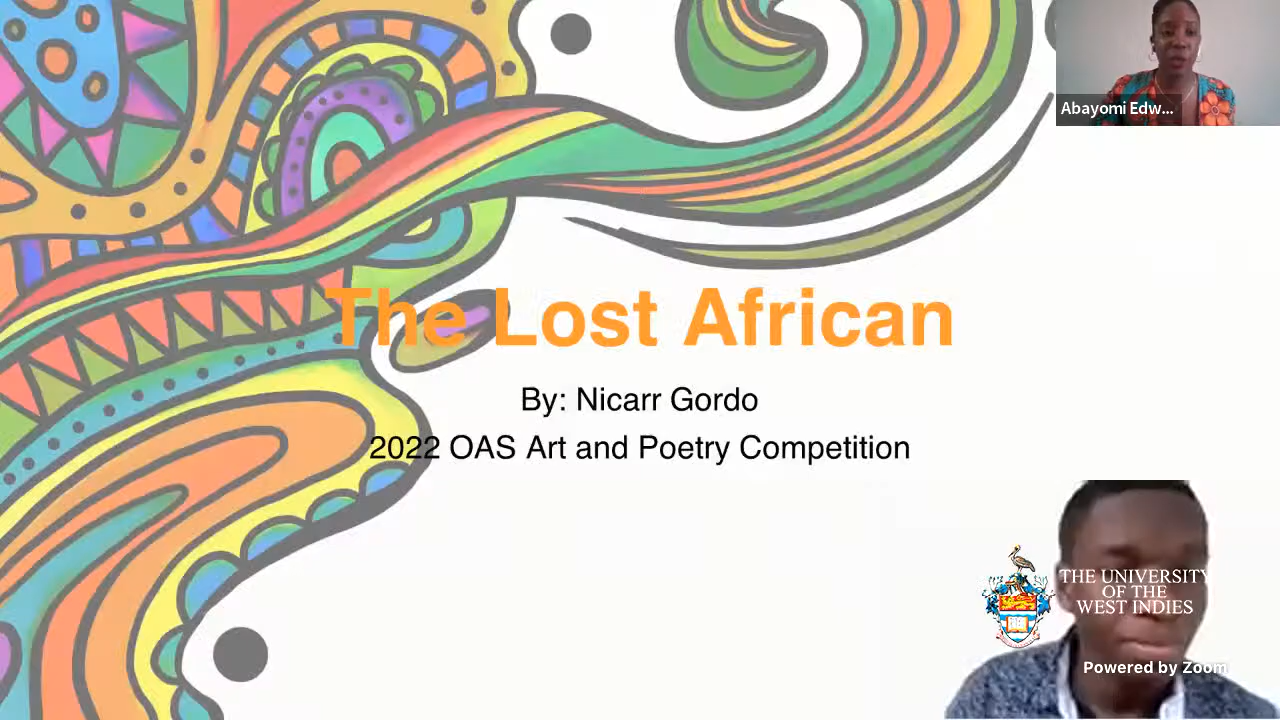 Abayomi Edw...
The Lost African
By: Nicarr Gordo
2022 OAS Art and Poetry Competition
THE UNIVERSITY
OF THE
WEST INDIES
Powered by Zoom